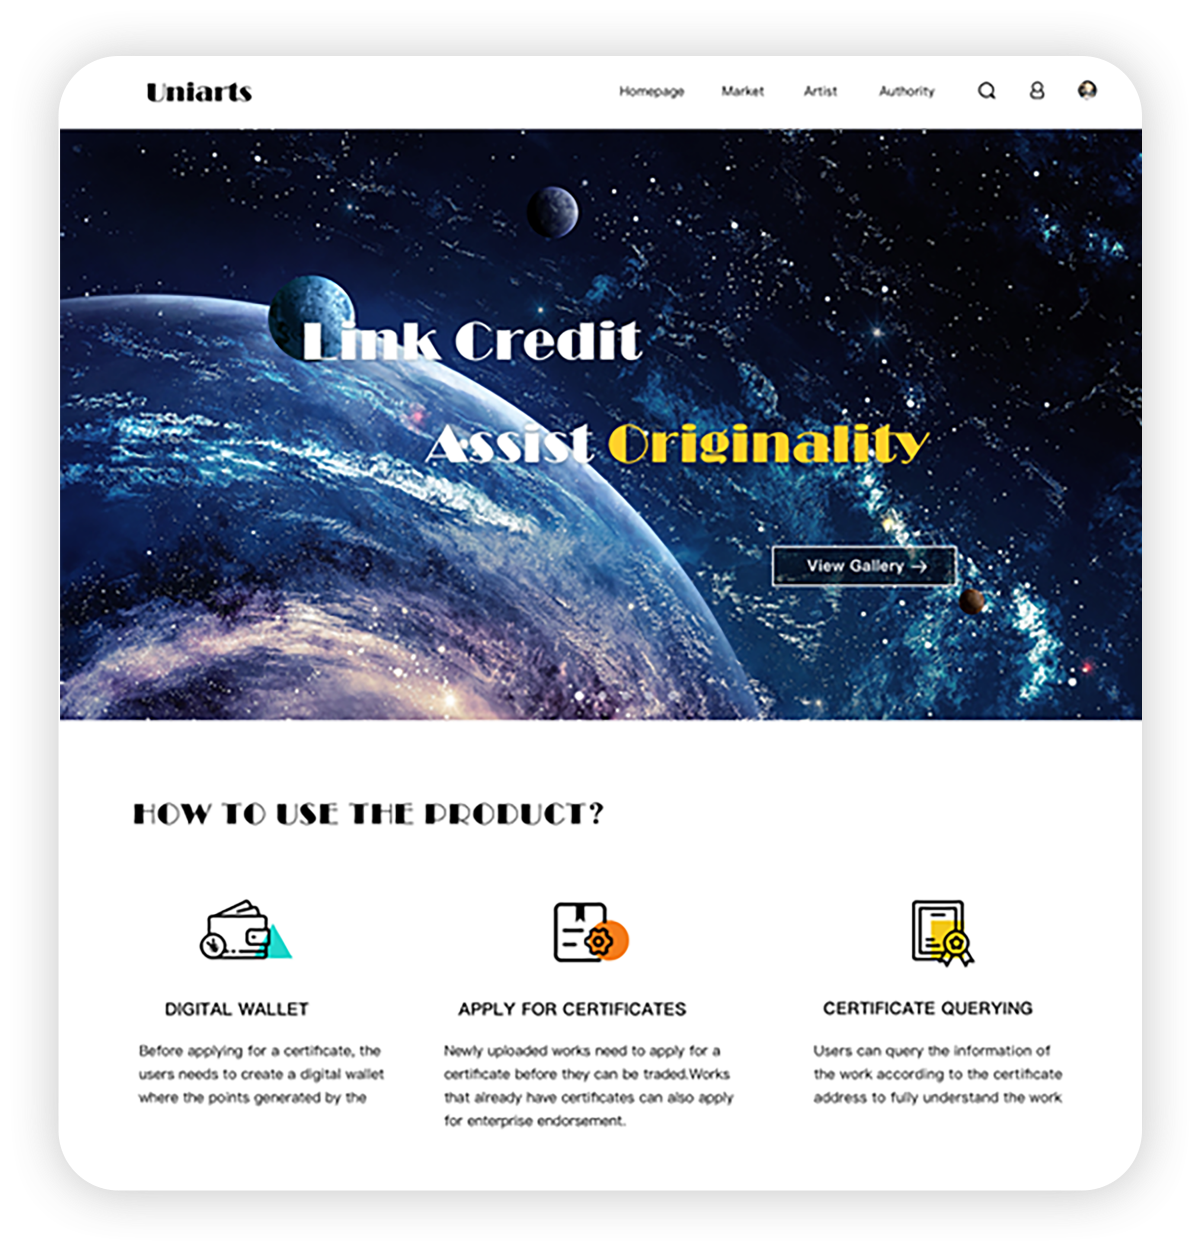 Uniarts
Homepage Market Artist Authority
Link Credit
Assist Originality
View Gallery →
HOW TO USE THE PRODUCT?
DIGITAL WALLET
Before applying for a certificate, the
users needs to create a digital wallet
where the points generated by the
APPLY FOR CERTIFICATES
Newly uploaded works need to apply for a
certificate before they can be traded.Works
that already have certificates can also apply
for enterprise endorsement.
CERTIFICATE QUERYING
Users can query the information of
the work according to the certificate
address to fully understand the work